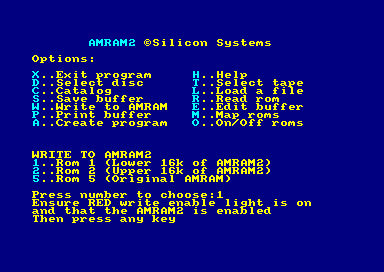 AMRAM2 ©Silicon Systems
Options:
X..Exit program H..Help
D..Select disc T..Select tape
C..Catalog L..Load a file
S..Save buffer R..Read rom
W..Write to AMRAM E..Edit buffer
P..Print buffer M..Map roms
A..Create program O..On/Off roms
WRITE TO AMRAM2
1..Rom 1 (Lower 16k of AMRAM2)
2..Rom 2 (Upper 16k of AMRAM2)
5..Rom 5 (Original AMRAM)
Press number to choose:1
Ensure RED write enable light is on
and that the AMRAM2 is enabled
Then press any key